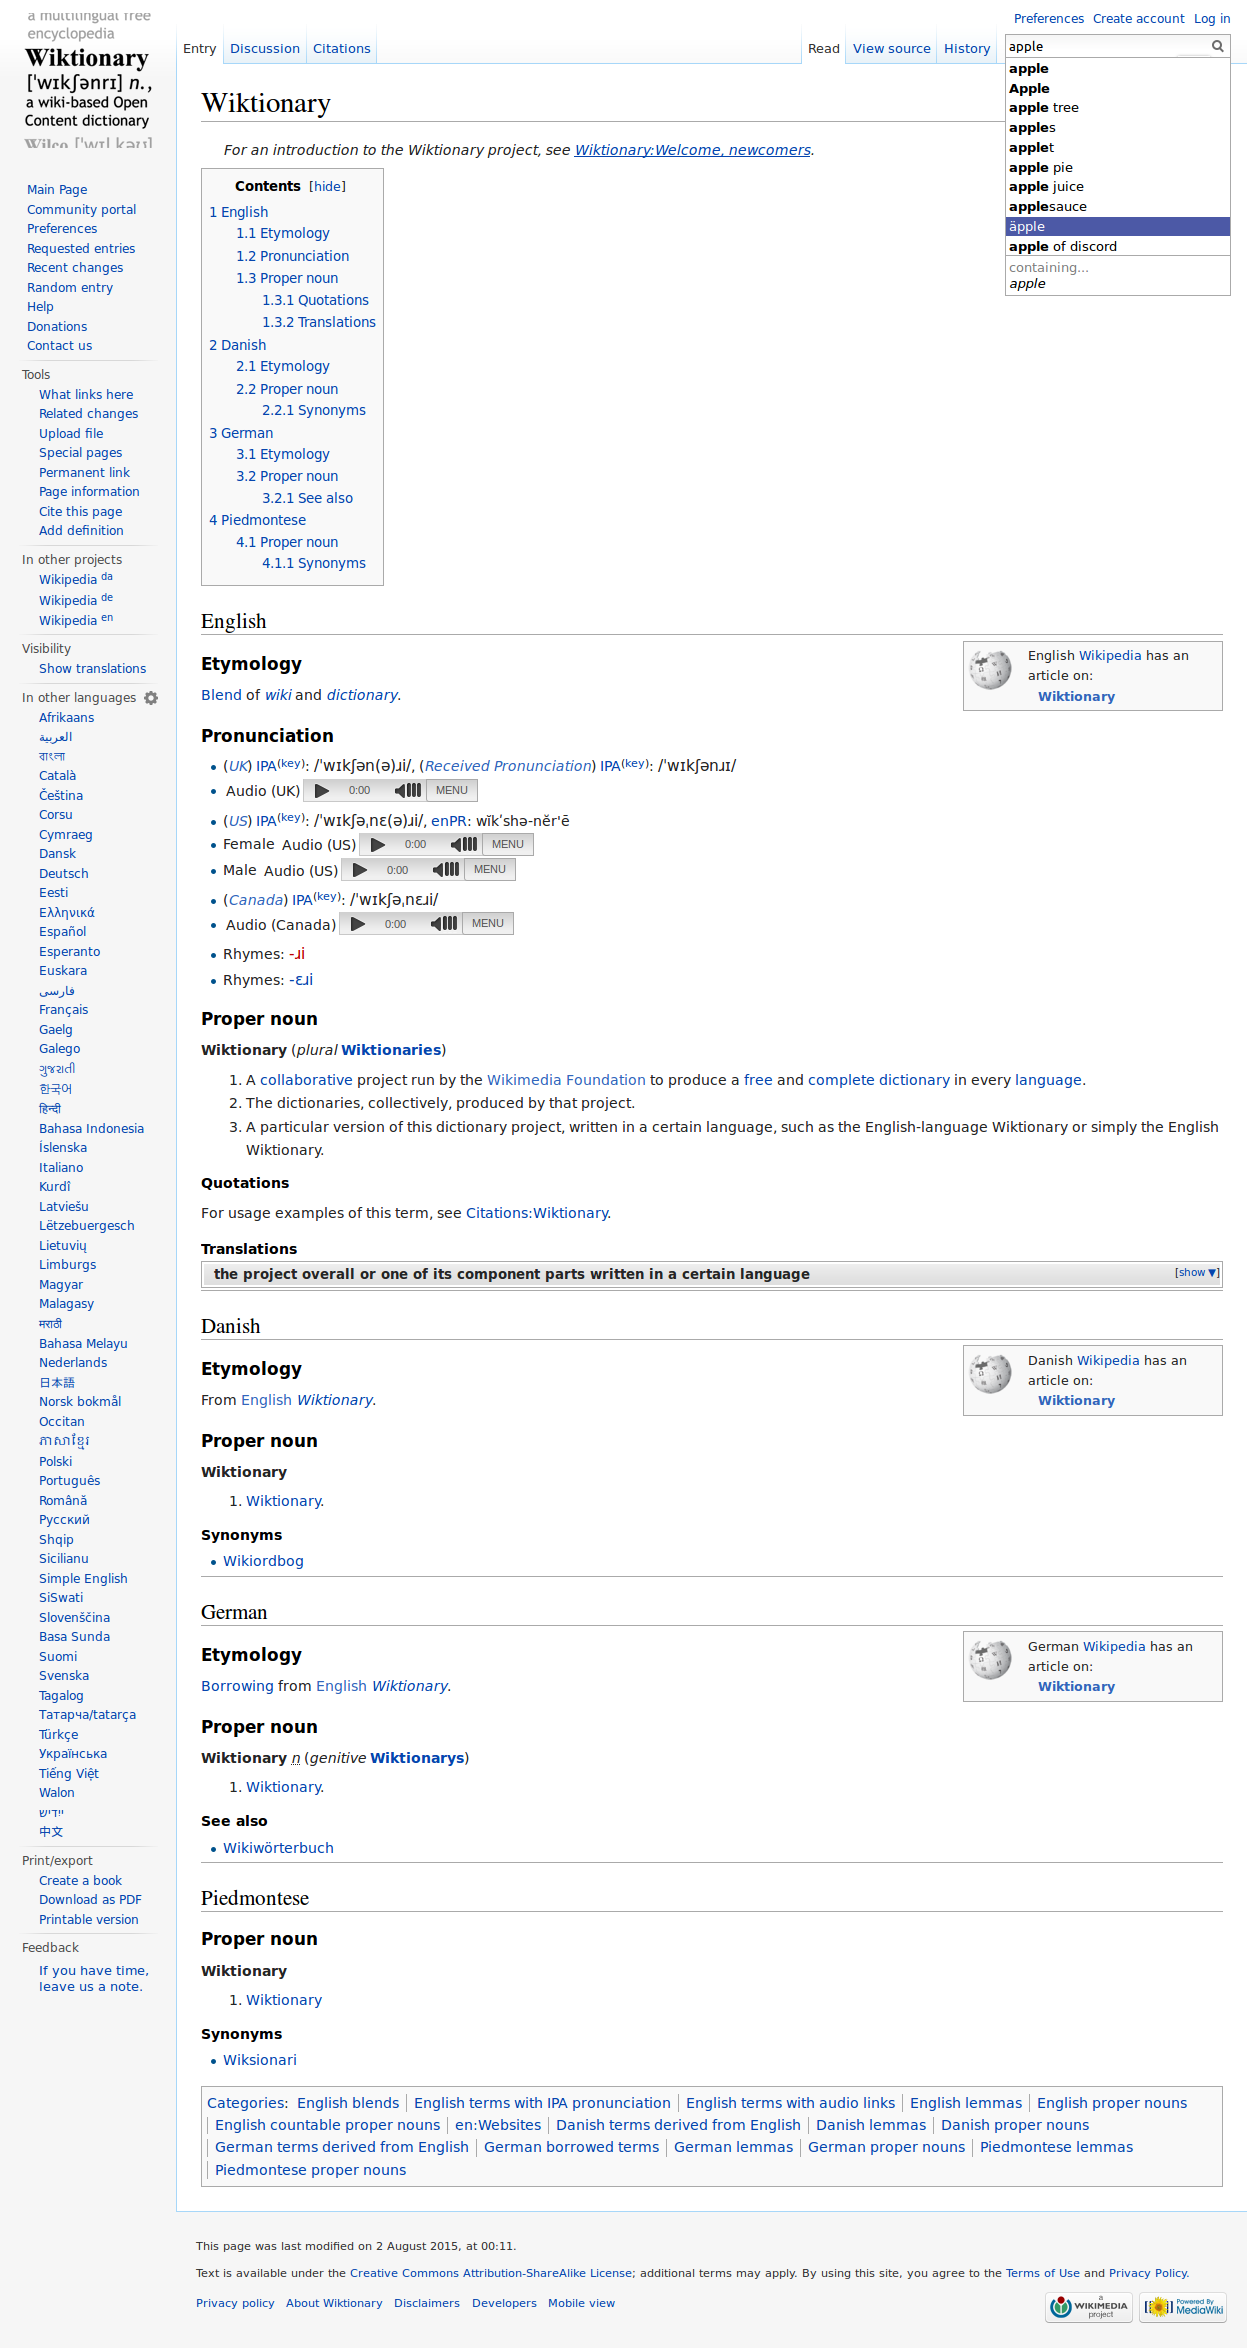 a multilingual free
encyclopedia
Wiktionary
[ˈwɪkʃənrɪ] n.,
a wiki-based Open
Content dictionary
Wilco [ˈwɪl kəʊ]
Preferences Create account Log in
Entry Discussion Citations Read View source History apple
apple
Apple
apple tree
apples
applet
apple pie
apple juice
applesauce
äpple
apple of discord
containing...
apple
Main Page
Community portal
Preferences
Requested entries
Recent changes
Random entry
Help
Donations
Contact us
Tools
What links here
Related changes
Upload file
Special pages
Permanent link
Page information
Cite this page
Add definition
In other projects
Wikipedia da
Wikipedia de
Wikipedia en
Visibility
Show translations
In other languages
Afrikaans
العربية
বাংলা
Català
Čeština
Corsu
Cymraeg
Dansk
Deutsch
Eesti
Ελληνικά
Español
Esperanto
Euskara
فارسی
Français
Gaelg
Galego
ગુજરાતી
한국어
हिन्दी
Bahasa Indonesia
Íslenska
Italiano
Kurdî
Latviešu
Lëtzebuergesch
Lietuvių
Limburgs
Magyar
Malagasy
मराठी
Bahasa Melayu
Nederlands
日本語
Norsk bokmål
Occitan
ភាសាខ្មែរ
Polski
Português
Română
Русский
Shqip
Sicilianu
Simple English
SiSwati
Slovenščina
Basa Sunda
Suomi
Svenska
Tagalog
Татарча/tatarça
Türkçe
Українська
Tiếng Việt
Walon
ייִדיש
中文
Print/export
Create a book
Download as PDF
Printable version
Feedback
If you have time,
leave us a note.
Wiktionary
For an introduction to the Wiktionary project, see Wiktionary:Welcome, newcomers.
Contents [hide]
1 English
1.1 Etymology
1.2 Pronunciation
1.3 Proper noun
1.3.1 Quotations
1.3.2 Translations
2 Danish
2.1 Etymology
2.2 Proper noun
2.2.1 Synonyms
3 German
3.1 Etymology
3.2 Proper noun
3.2.1 See also
4 Piedmontese
4.1 Proper noun
4.1.1 Synonyms
English
English Wikipedia has an
article on:
Wiktionary
Etymology
Blend of wiki and dictionary.
Pronunciation
• (UK) IPA(key): /ˈwɪkʃən(ə)ɹi/, (Received Pronunciation) IPA(key): /ˈwɪkʃənɹɪ/
• Audio (UK) 0:00 MENU
• (US) IPA(key): /ˈwɪkʃəˌnɛ(ə)ɹi/, enPR: wĭkʹshə-nĕr'ē
• Female Audio (US) 0:00 MENU
• Male Audio (US) 0:00 MENU
• (Canada) IPA(key): /ˈwɪkʃəˌnɛɹi/
• Audio (Canada) 0:00 MENU
• Rhymes: -ɹi
• Rhymes: -ɛɹi
Proper noun
Wiktionary (plural Wiktionaries)
1. A collaborative project run by the Wikimedia Foundation to produce a free and complete dictionary in every language.
2. The dictionaries, collectively, produced by that project.
3. A particular version of this dictionary project, written in a certain language, such as the English-language Wiktionary or simply the English
Wiktionary.
Quotations
For usage examples of this term, see Citations:Wiktionary.
Translations
the project overall or one of its component parts written in a certain language [show ▼]
Danish
Danish Wikipedia has an
article on:
Wiktionary
Etymology
From English Wiktionary.
Proper noun
Wiktionary
1. Wiktionary.
Synonyms
• Wikiordbog
German
German Wikipedia has an
article on:
Wiktionary
Etymology
Borrowing from English Wiktionary.
Proper noun
Wiktionary n (genitive Wiktionarys)
1. Wiktionary.
See also
• Wikiwörterbuch
Piedmontese
Proper noun
Wiktionary
1. Wiktionary
Synonyms
• Wiksionari
Categories: English blends | English terms with IPA pronunciation | English terms with audio links | English lemmas | English proper nouns
| English countable proper nouns | en:Websites | Danish terms derived from English | Danish lemmas | Danish proper nouns
| German terms derived from English | German borrowed terms | German lemmas | German proper nouns | Piedmontese lemmas
| Piedmontese proper nouns
This page was last modified on 2 August 2015, at 00:11.
Text is available under the Creative Commons Attribution-ShareAlike License; additional terms may apply. By using this site, you agree to the Terms of Use and Privacy Policy.
Privacy policy About Wiktionary Disclaimers Developers Mobile view
a
WIKIMEDIA
project
Powered By
MediaWiki